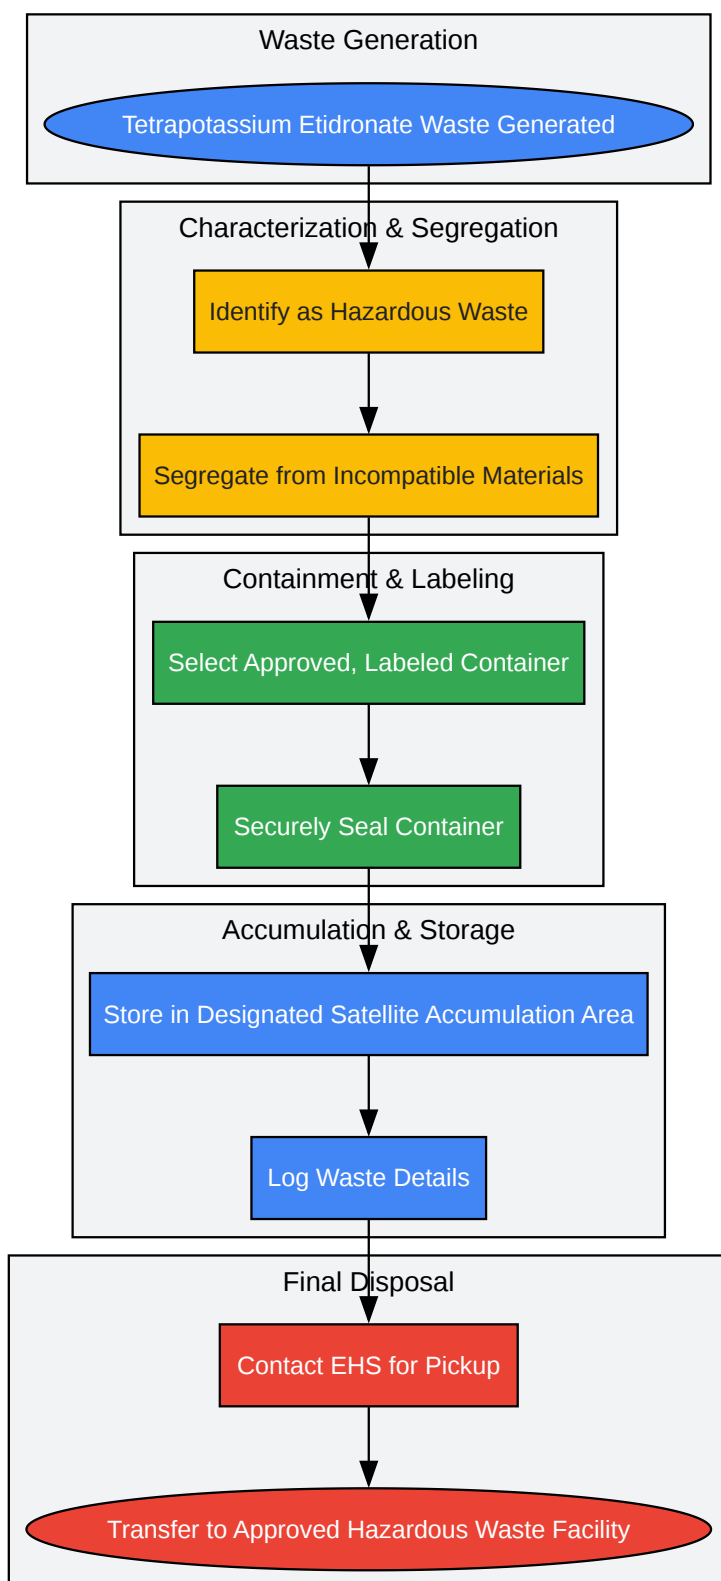 Waste Generation
Tetrapotassium Etidronate Waste Generated
Characterization & Segregation
Identify as Hazardous Waste
Segregate from Incompatible Materials
Containment & Labeling
Select Approved, Labeled Container
Securely Seal Container
Accumulation & Storage
Store in Designated Satellite Accumulation Area
Log Waste Details
Final Disposal
Contact EHS for Pickup
Transfer to Approved Hazardous Waste Facility